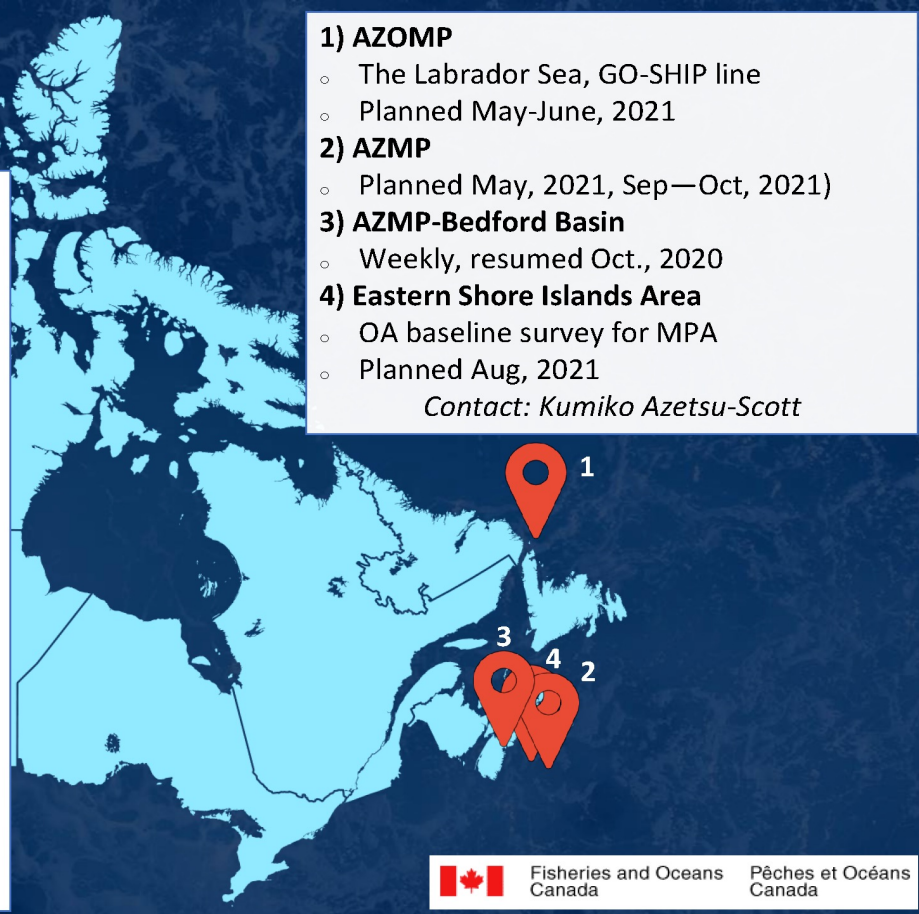 1) AZOMP
○ The Labrador Sea, GO-SHIP line
○ Planned May-June, 2021
2) AZMP
○ Planned May, 2021, Sep—Oct, 2021)
3) AZMP-Bedford Basin
○ Weekly, resumed Oct., 2020
4) Eastern Shore Islands Area
○ OA baseline survey for MPA
○ Planned Aug, 2021
Contact: Kumiko Azetsu-Scott
1
3
4
2
Fisheries and Oceans
Canada
Pêches et Océans
Canada